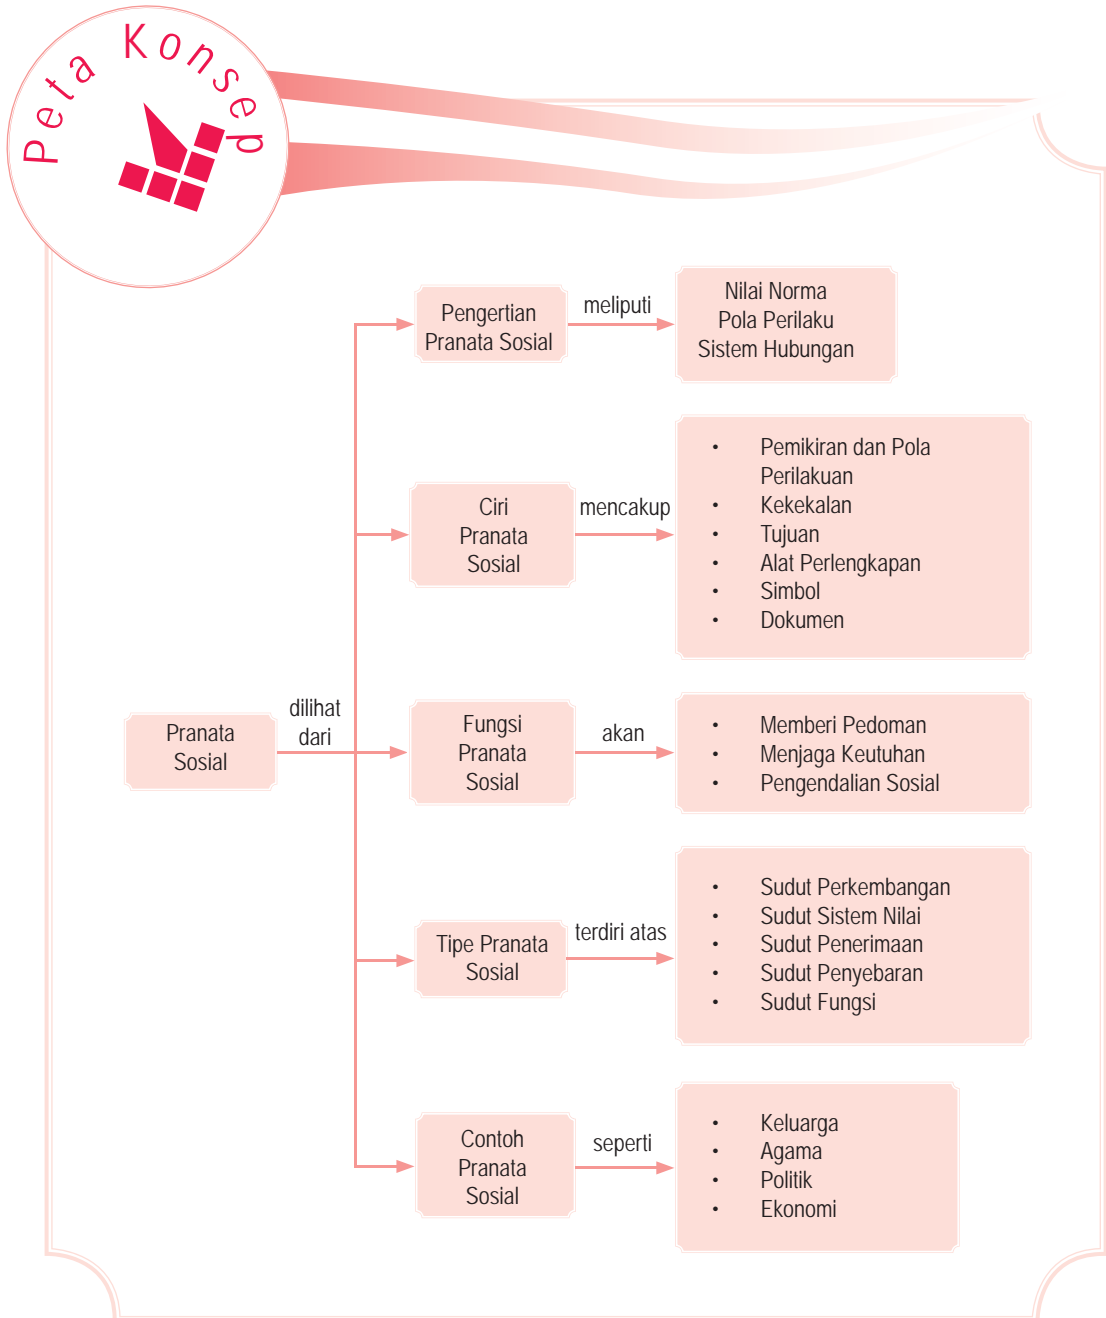 Peta Konsep
Pengertian
Pranata Sosial
meliputi
Nilai Norma
Pola Perilaku
Sistem Hubungan
Ciri
Pranata
Sosial
mencakup
• Pemikiran dan Pola
Perilakuan
• Kekekalan
• Tujuan
• Alat Perlengkapan
• Simbol
• Dokumen
Pranata
Sosial
dilihat
dari
Fungsi
Pranata
Sosial
akan
• Memberi Pedoman
• Menjaga Keutuhan
• Pengendalian Sosial
Tipe Pranata
Sosial
terdiri atas
• Sudut Perkembangan
• Sudut Sistem Nilai
• Sudut Penerimaan
• Sudut Penyebaran
• Sudut Fungsi
Contoh
Pranata
Sosial
seperti
• Keluarga
• Agama
• Politik
• Ekonomi